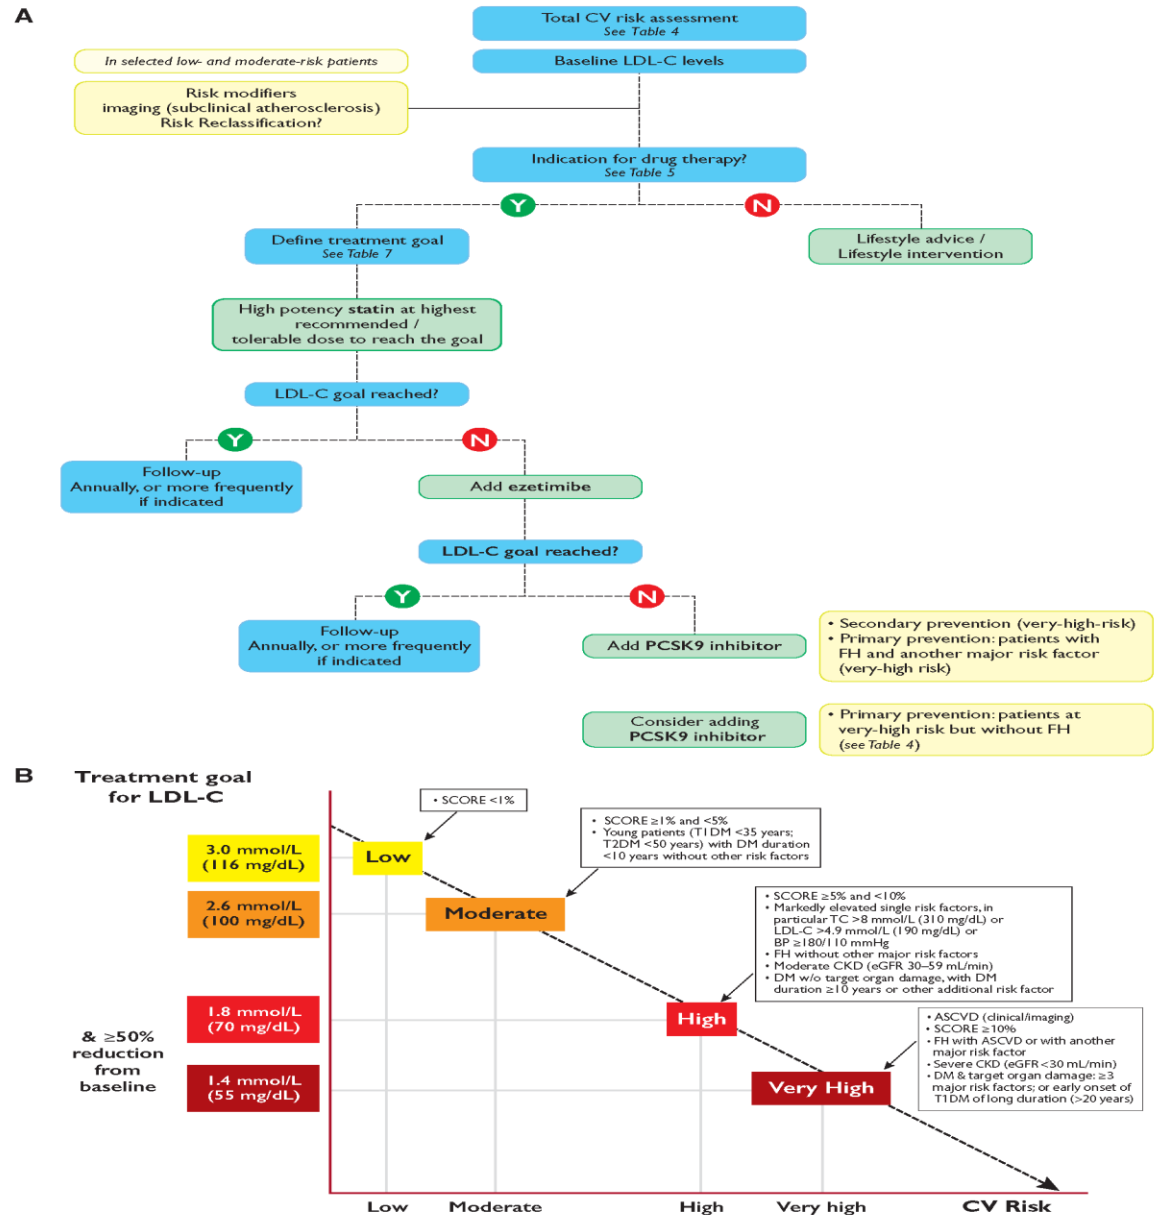 A
Total CV risk assessment
See Table 4
In selected low- and moderate-risk patients
Baseline LDL-C levels
Risk modifiers
imaging (subclinical atherosclerosis)
Risk Reclassification?
Indication for drug therapy?
See Table 5
Y
N
Define treatment goal
See Table 7
Lifestyle advice /
Lifestyle intervention
High potency statin at highest
recommended /
tolerable dose to reach the goal
LDL-C goal reached?
Y
N
Follow-up
Annually, or more frequently
if indicated
Add ezetimibe
LDL-C goal reached?
Y
N
Follow-up
Annually, or more frequently
if indicated
Add PCSK9 inhibitor
• Secondary prevention (very-high-risk)
• Primary prevention: patients with
FH and another major risk factor
(very-high risk)
Consider adding
PCSK9 inhibitor
• Primary prevention: patients at
very-high risk but without FH
(see Table 4)
B
Treatment goal
for LDL-C
• SCORE <1%
• SCORE ≥1% and <5%
• Young patients (T1DM <35 years;
T2DM <50 years) with DM duration
<10 years without other risk factors
3.0 mmol/L
(116 mg/dL)
Low
2.6 mmol/L
(100 mg/dL)
Moderate
• SCORE ≥5% and <10%
• Markedly elevated single risk factors, in
particular TC >8 mmol/L (310 mg/dL) or
LDL-C >4.9 mmol/L (190 mg/dL) or
BP ≥180/110 mmHg
• FH without other major risk factors
• Moderate CKD (eGFR 30–59 mL/min)
• DM w/o target organ damage, with DM
duration ≥10 years or other additional risk factor
1.8 mmol/L
(70 mg/dL)
High
& ≥50%
reduction
from
baseline
• ASCVD (clinical/imaging)
• SCORE ≥10%
• FH with ASCVD or with another
major risk factor
• Severe CKD (eGFR <30 mL/min)
• DM & target organ damage: ≥3
major risk factors; or early onset of
T1DM of long duration (>20 years)
1.4 mmol/L
(55 mg/dL)
Very High
Low
Moderate
High
Very high
CV Risk